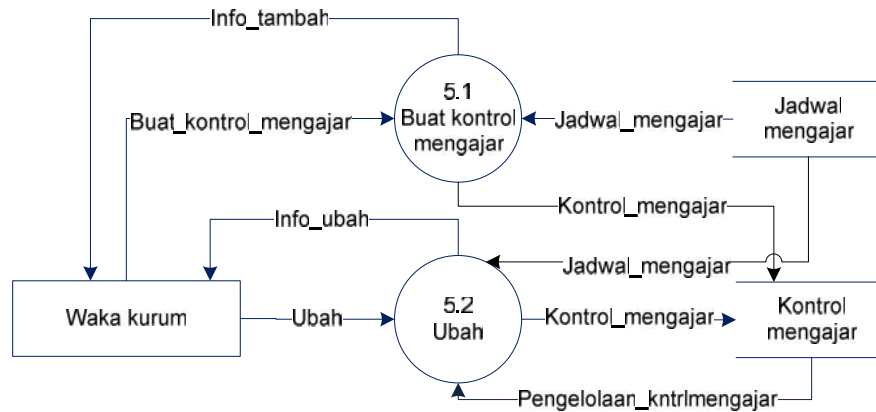 Info_tambah
5.1
Buat kontrol
mengajar
Buat_kontrol_mengajar
Jadwal_mengajar
Jadwal
mengajar
Kontrol_mengajar
Info_ubah
Jadwal_mengajar
Waka kurum
Ubah
5.2
Ubah
Kontrol_mengajar
Kontrol
mengajar
Pengelolaan_kntrlmengajar